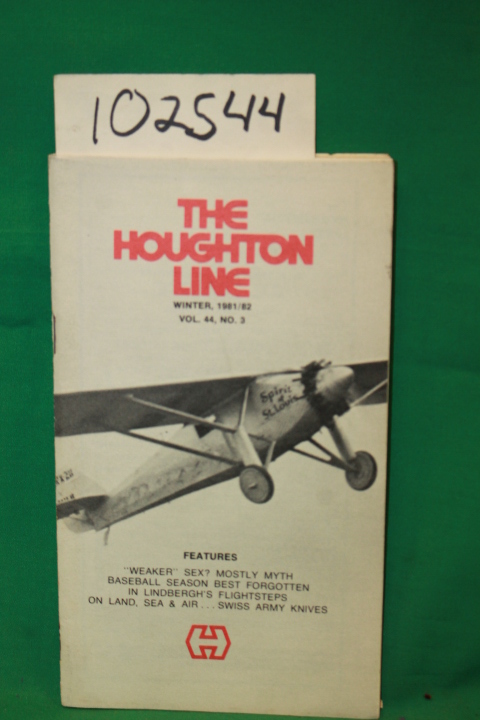 102544
THE
HOUGHTON
LINE
WINTER, 1981/82
VOL. 44, NO. 3
Spirit
of
St. Louis
FEATURES
"WEAKER" SEX? MOSTLY MYTH
BASEBALL SEASON BEST FORGOTTEN
IN LINDBERGH'S FLIGHTSTEPS
ON LAND, SEA & AIR . . . SWISS ARMY KNIVES
H